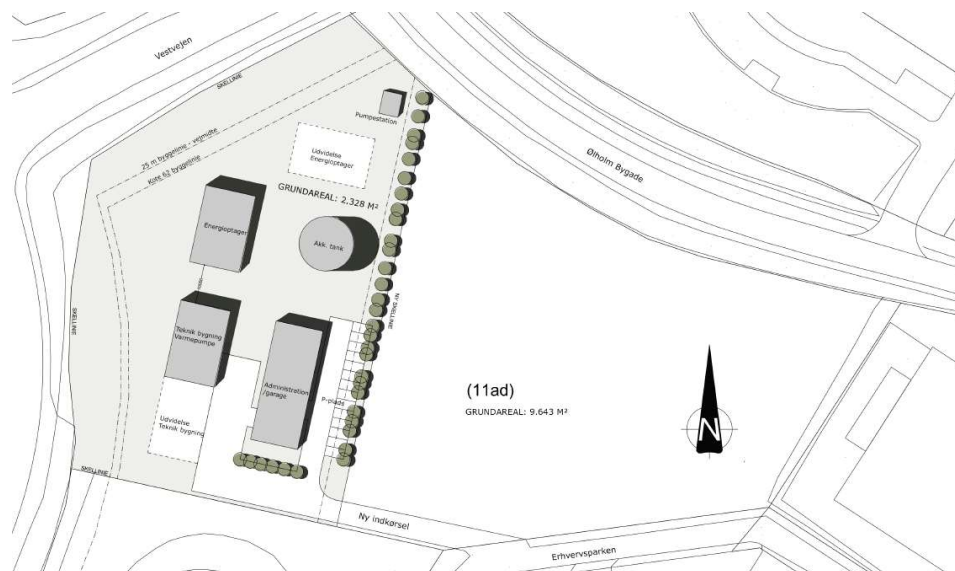 Vestvejen
SKELLINIE
25 m byggelinie - vejmidte
Kote 62 byggelinie
Pumpestation
Udvidelse
Energioptager
GRUNDAREAL: 2.328 M²
Ølholm Bygade
Energioptager
Akk. tank
NY SKELLINIE
SKELLINIE
Teknik bygning
Varmepumpe
Administration
/garage
P-plads
(11ad)
GRUNDAREAL: 9.643 M²
N
Udvidelse
Teknik bygning
SKELLINIE
Ny indkørsel
Erhvervsparken